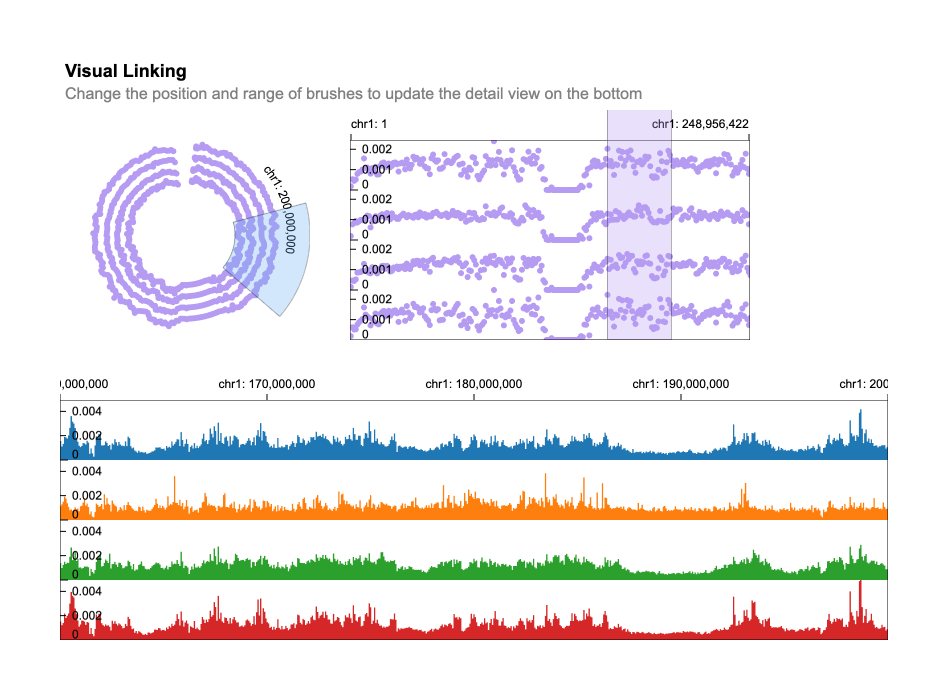 Visual Linking
Change the position and range of brushes to update the detail view on the bottom
chr1: 200,000,000
chr1: 1
chr1: 248,956,422
0.002
0.001
0
0.002
0.001
0
0.002
0.001
0
0.002
0.001
0
0,000,000
chr1: 170,000,000
chr1: 180,000,000
chr1: 190,000,000
chr1: 200
0.004
0.002
0
0.004
0.002
0
0.004
0.002
0
0.004
0.002
0